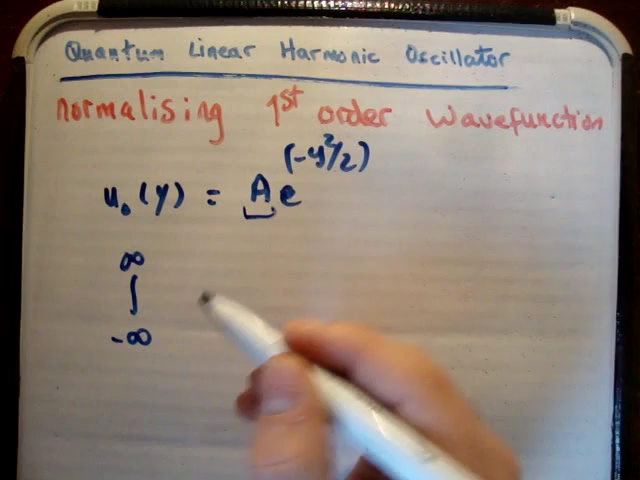 Quantum Linear Harmonic Oscillator
normalising 1st order wavefunction
u₀(y) = Ae^(-y²/2)
∞
∫
-∞